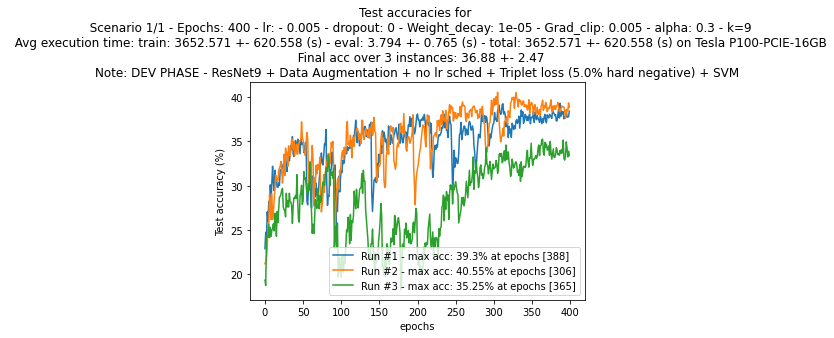 Test accuracies for
Scenario 1/1 - Epochs: 400 - lr: - 0.005 - dropout: 0 - Weight_decay: 1e-05 - Grad_clip: 0.005 - alpha: 0.3 - k=9
Avg execution time: train: 3652.571 +- 620.558 (s) - eval: 3.794 +- 0.765 (s) - total: 3652.571 +- 620.558 (s) on Tesla P100-PCIE-16GB
Final acc over 3 instances: 36.88 +- 2.47
Note: DEV PHASE - ResNet9 + Data Augmentation + no lr sched + Triplet loss (5.0% hard negative) + SVM
40
35
30
25
20
Test accuracy (%)
Run #1 - max acc: 39.3% at epochs [388]
Run #2 - max acc: 40.55% at epochs [306]
Run #3 - max acc: 35.25% at epochs [365]
0 50 100 150 200 250 300 350 400
epochs